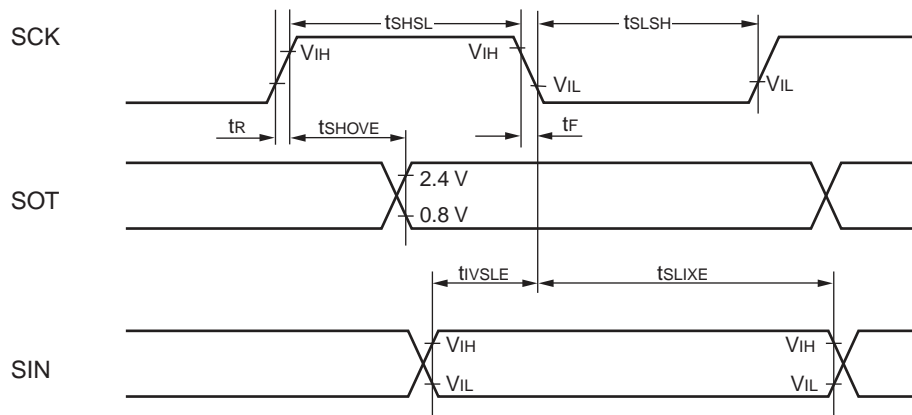 tSHSL
tSLSH
SCK
VIH
VIH
VIL
VIL
tR
tSHOVE
tF
SOT
2.4 V
0.8 V
tIVSLE
tSLIXE
SIN
VIH
VIH
VIL
VIL